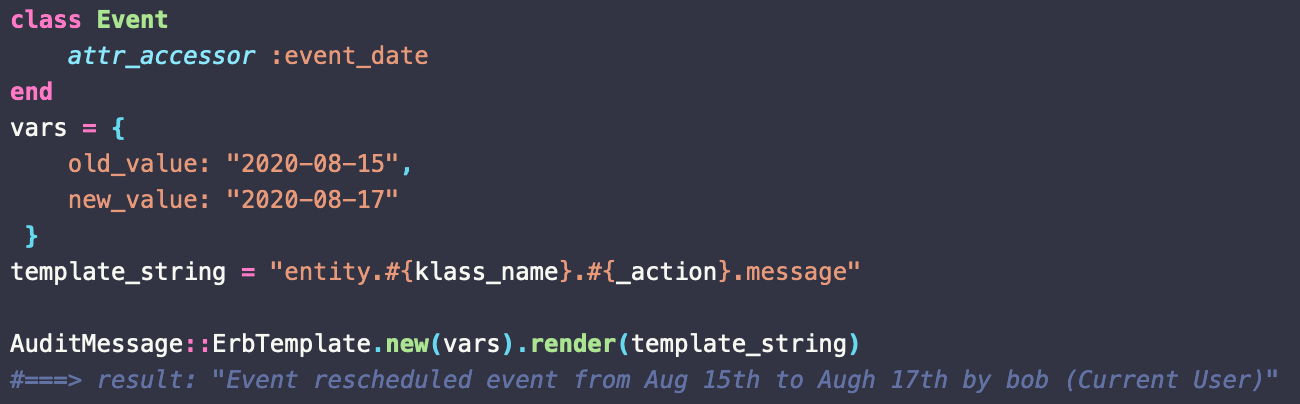 class Event
    attr_accessor :event_date
end
vars = {
    old_value: "2020-08-15",
    new_value: "2020-08-17"
 }
template_string = "entity.#{klass_name}.#{_action}.message"
AuditMessage::ErbTemplate.new(vars).render(template_string)
#===> result: "Event rescheduled event from Aug 15th to Augh 17th by bob (Current User)"